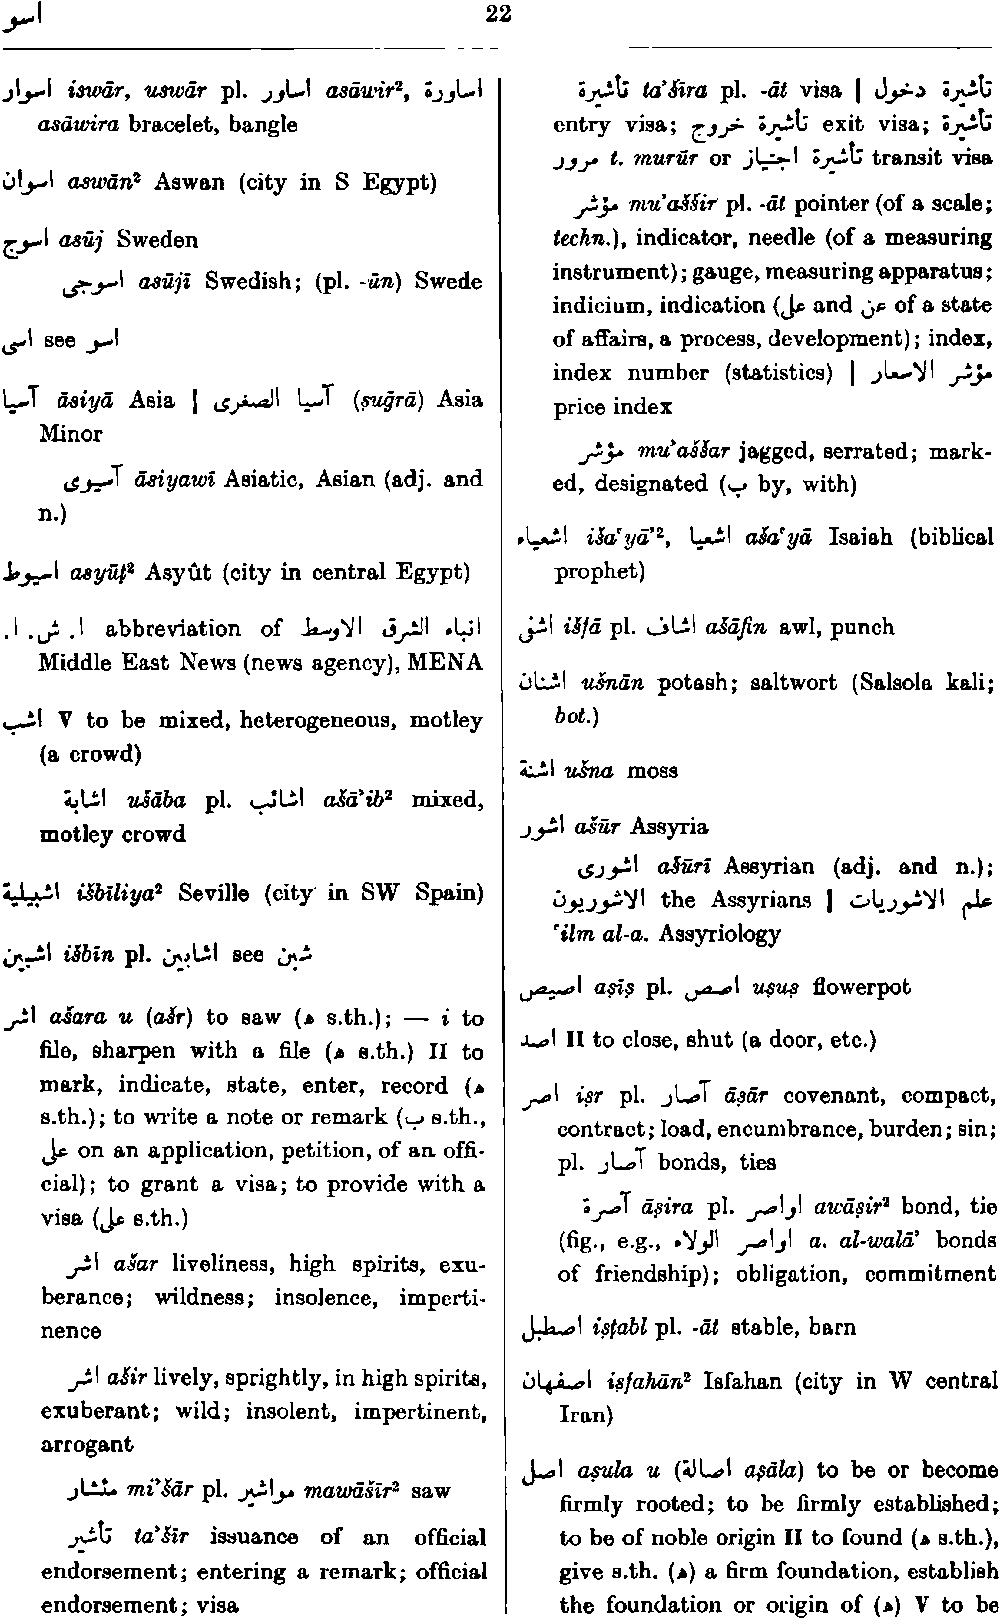 اسو
22
اسوار iswār, uswār pl. اساور asāwir², اساورة
asāwira bracelet, bangle
اسوان aswān² Aswan (city in S Egypt)
اسوج asūj Sweden
اسوجى asūjī Swedish; (pl. -ūn) Swede
اسى see اسو
آسيا āsiyā Asia | آسيا الصغرى (ṣuḡrā) Asia
Minor
آسيوى āsiyawī Asiatic, Asian (adj. and
n.)
اسيوط asyūṭ² Asyût (city in central Egypt)
ا. ش. ا. abbreviation of انباء الشرق الاوسط
Middle East News (news agency), MENA
اشب V to be mixed, heterogeneous, motley
(a crowd)
اشابة ušāba pl. اشائب ašā’ib² mixed,
motley crowd
اشبيلية išbīliya² Seville (city in SW Spain)
اشبين išbīn pl. اشابين see شبن
اشر ašara u (ašr) to saw (ه s.th.); — i to
file, sharpen with a file (ه s.th.) II to
mark, indicate, state, enter, record (ه
s.th.); to write a note or remark (ب s.th.,
على on an application, petition, of an offi-
cial); to grant a visa; to provide with a
visa (على s.th.)
اشر ašar liveliness, high spirits, exu-
berance; wildness; insolence, imperti-
nence
اشر ašir lively, sprightly, in high spirits,
exuberant; wild; insolent, impertinent,
arrogant
مئشار mi’šār pl. مواشير mawāšīr² saw
تأشير ta’šīr issuance of an official
endorsement; entering a remark; official
endorsement; visa
تأشيرة ta’šīra pl. -āt visa | تأشيرة دخول
entry visa; تأشيرة خروج exit visa; تأشيرة
مرور t. murūr or تأشيرة اجتياز transit visa
مؤشر mu’aššir pl. -āt pointer (of a scale;
techn.), indicator, needle (of a measuring
instrument); gauge, measuring apparatus;
indicium, indication (على and عن of a state
of affairs, a process, development); index,
index number (statistics) | مؤشر الاسعار
price index
مؤشر mu’aššar jagged, serrated; mark-
ed, designated (ب by, with)
اشعياء iša‘yā’², اشعيا aša‘yā Isaiah (biblical
prophet)
اشفى išfā pl. اشاف ašāfin awl, punch
اشنان ušnān potash; saltwort (Salsola kali;
bot.)
اشنة ušna moss
اشور ašūr Assyria
اشورى ašūrī Assyrian (adj. and n.);
الاشوريون the Assyrians | علم الاشوريات
‘ilm al-a. Assyriology
اصيص aṣīṣ pl. اصص uṣuṣ flowerpot
اصد II to close, shut (a door, etc.)
اصر iṣr pl. آصار āṣār covenant, compact,
contract; load, encumbrance, burden; sin;
pl. آصار bonds, ties
آصرة āṣira pl. اواصر awāṣir² bond, tie
(fig., e.g., اواصر الولاء a. al-walā’ bonds
of friendship); obligation, commitment
اصطبل iṣṭabl pl. -āt stable, barn
اصفهان iṣfahān² Isfahan (city in W central
Iran)
اصل aṣula u (اصالة aṣāla) to be or become
firmly rooted; to be firmly established;
to be of noble origin II to found (ه s.th.),
give s.th. (ه) a firm foundation, establish
the foundation or origin of (ه) V to be